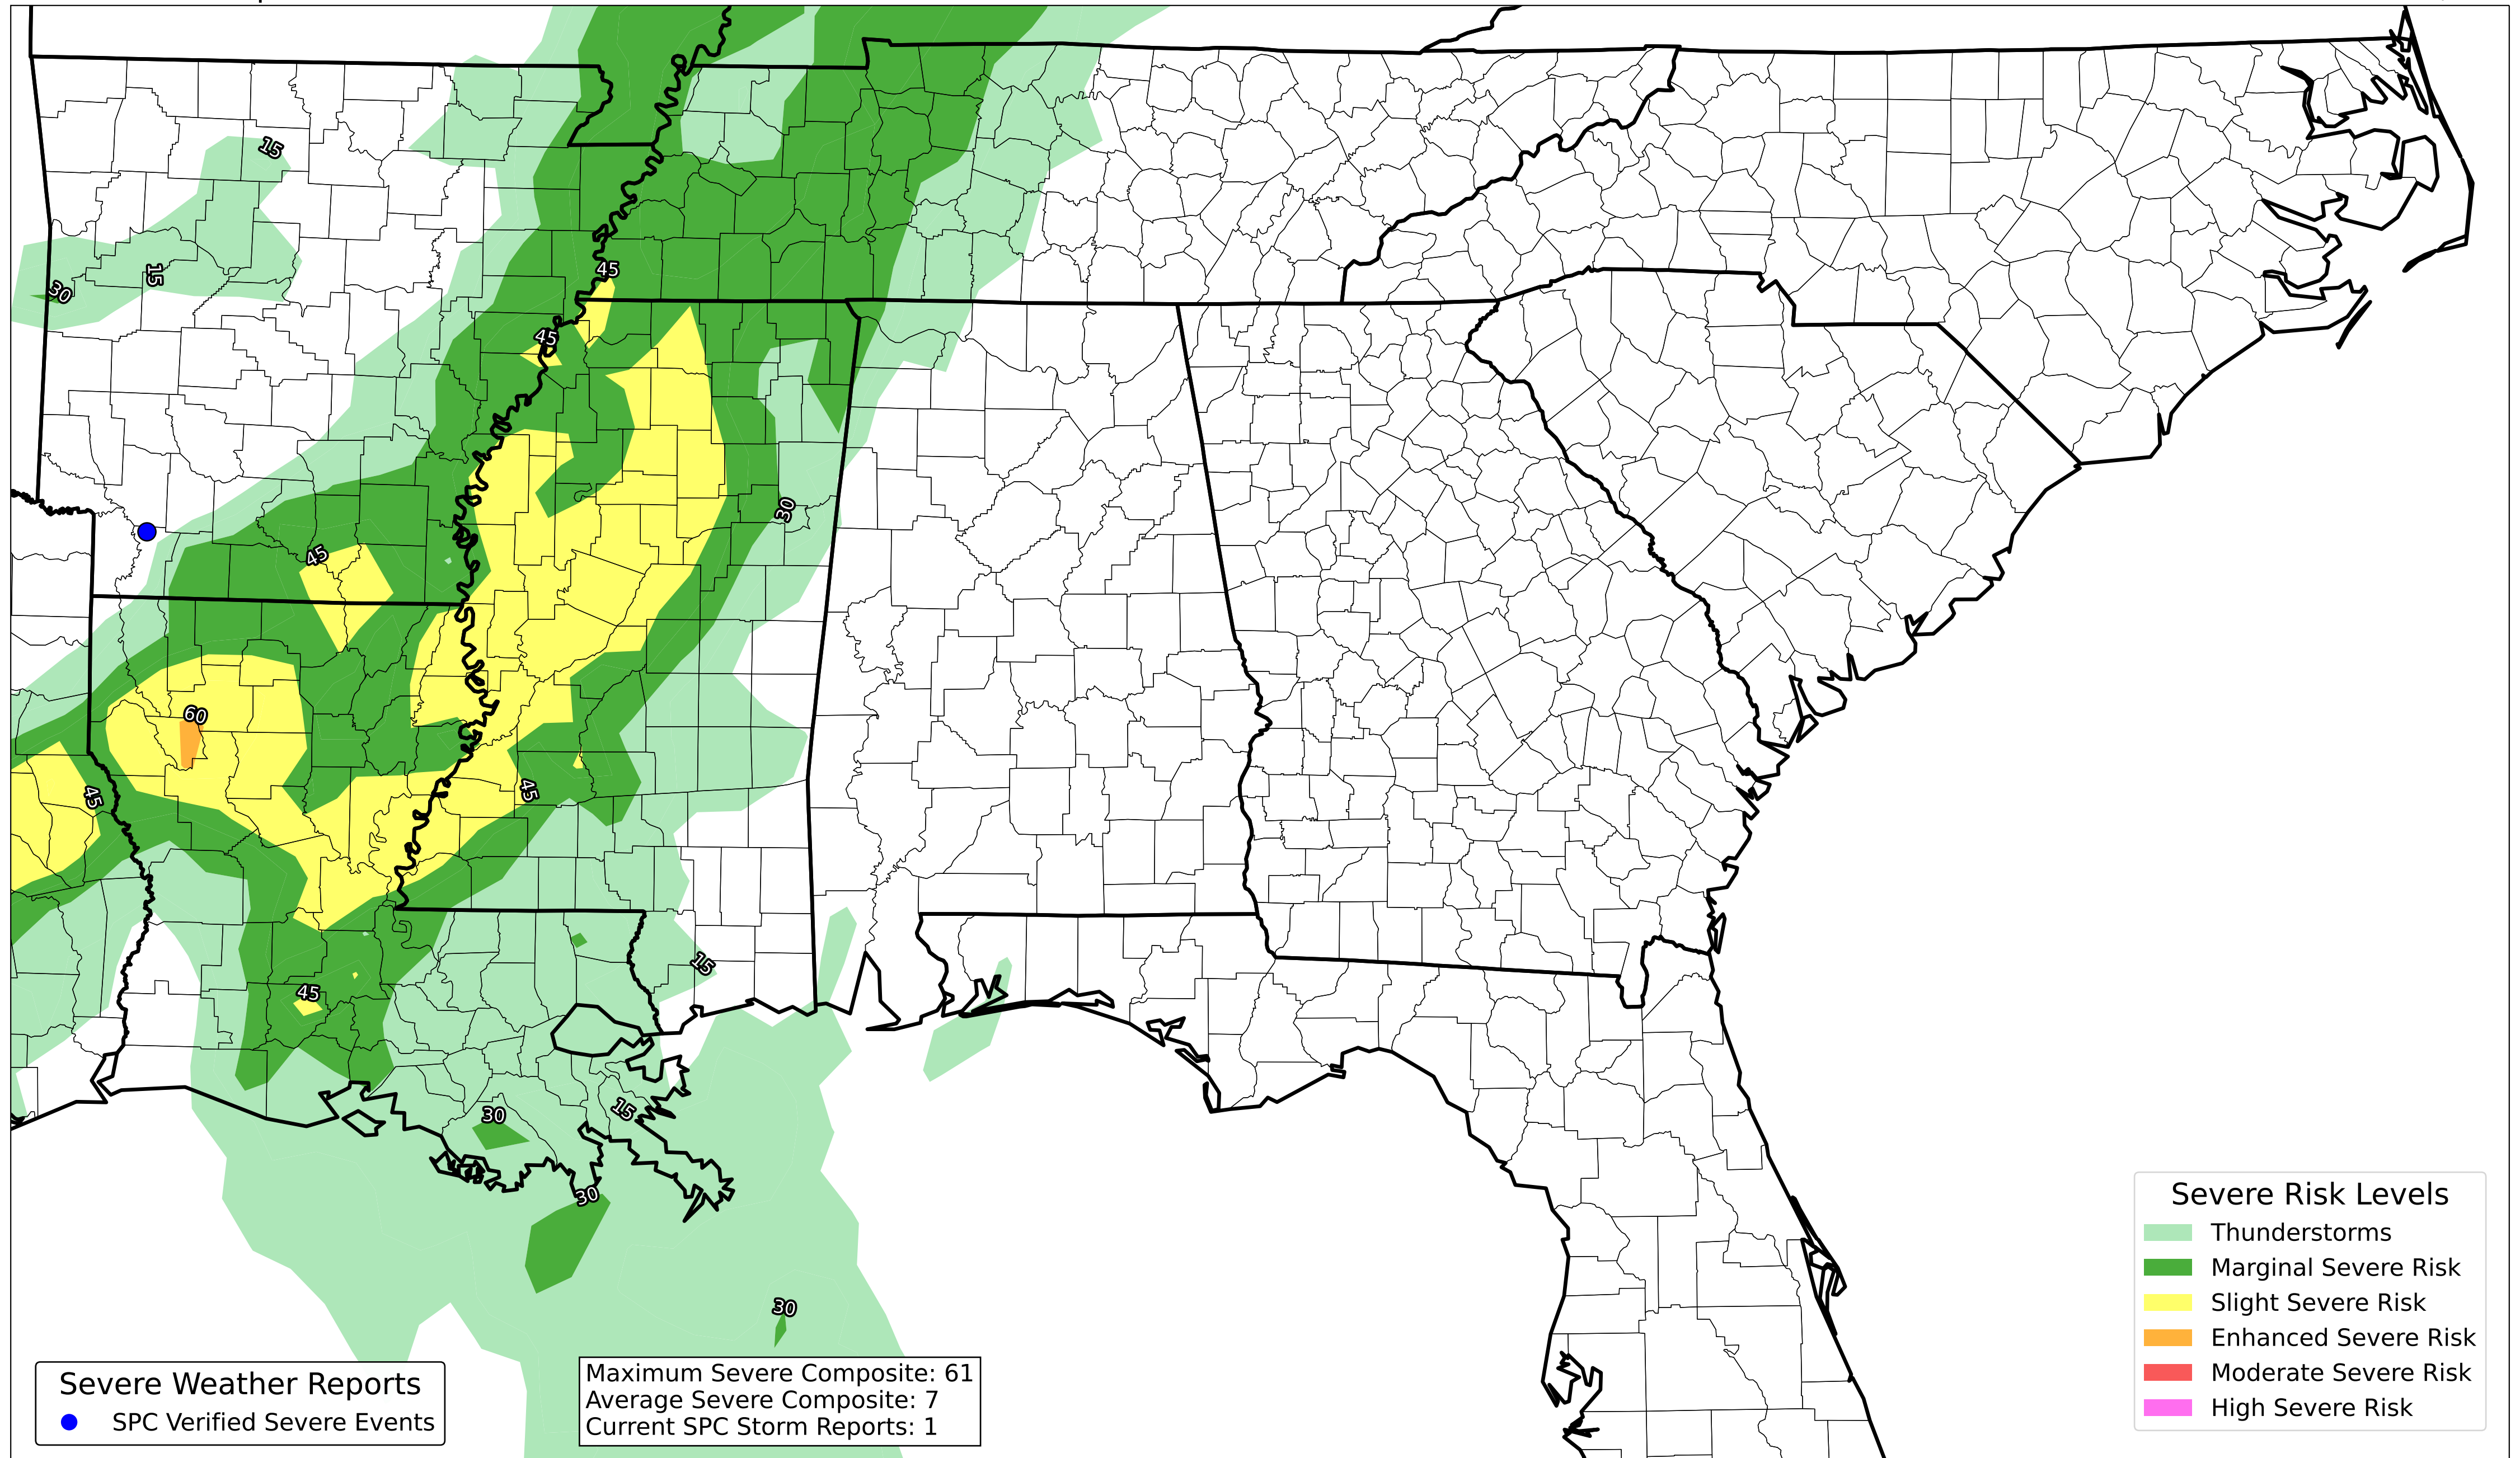 15
15
30
45
45
30
45
60
45
45
15
45
30
15
30
30
Severe Weather Reports
SPC Verified Severe Events
Maximum Severe Composite: 61
Average Severe Composite: 7
Current SPC Storm Reports: 1
Severe Risk Levels
Thunderstorms
Marginal Severe Risk
Slight Severe Risk
Enhanced Severe Risk
Moderate Severe Risk
High Severe Risk